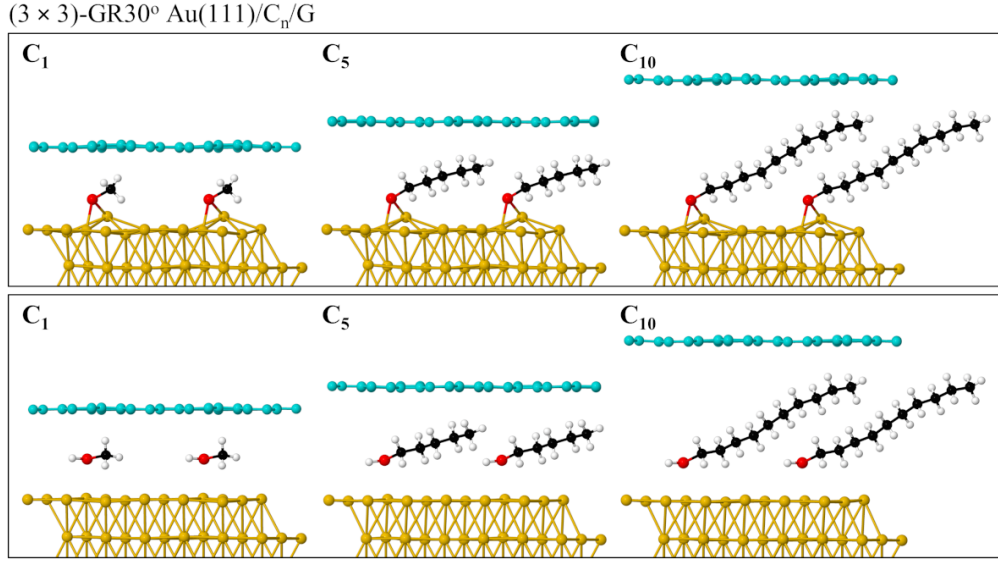 (3 × 3)-GR30° Au(111)/Cₙ/G
C₁ C₅ C₁₀
C₁ C₅ C₁₀